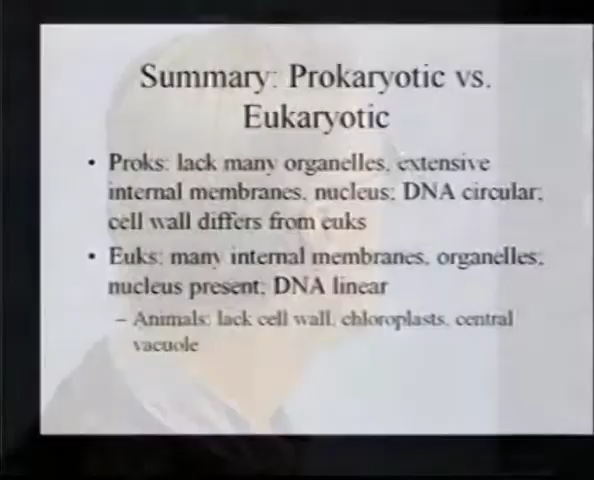 Summary: Prokaryotic vs.
Eukaryotic
• Proks: lack many organelles, extensive
internal membranes, nucleus; DNA circular;
cell wall differs from euks
• Euks: many internal membranes, organelles;
nucleus present; DNA linear
– Animals: lack cell wall, chloroplasts, central
vacuole